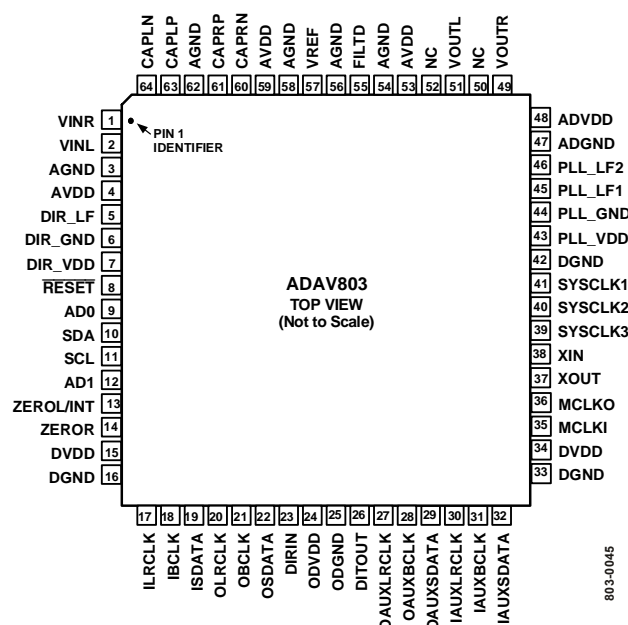 CAPLN
CAPLP
AGND
CAPRP
CAPRN
AVDD
AGND
VREF
AGND
FILTD
AGND
AVDD
NC
VOUTL
NC
VOUTR
64 63 62 61 60 59 58 57 56 55 54 53 52 51 50 49
VINR 1
VINL 2
AGND 3
AVDD 4
DIR_LF 5
DIR_GND 6
DIR_VDD 7
RESET 8
AD0 9
SDA 10
SCL 11
AD1 12
ZEROL/INT 13
ZEROR 14
DVDD 15
DGND 16
PIN 1
IDENTIFIER
ADAV803
TOP VIEW
(Not to Scale)
48 ADVDD
47 ADGND
46 PLL_LF2
45 PLL_LF1
44 PLL_GND
43 PLL_VDD
42 DGND
41 SYSCLK1
40 SYSCLK2
39 SYSCLK3
38 XIN
37 XOUT
36 MCLKO
35 MCLKI
34 DVDD
33 DGND
17 18 19 20 21 22 23 24 25 26 27 28 29 30 31 32
ILRCLK
IBCLK
ISDATA
OLRCLK
OBCLK
OSDATA
DIRIN
ODVDD
ODGND
DITOUT
OAUXLRCLK
OAUXBCLK
OAUXSDATA
IAUXLRCLK
IAUXBCLK
IAUXSDATA
803-0045